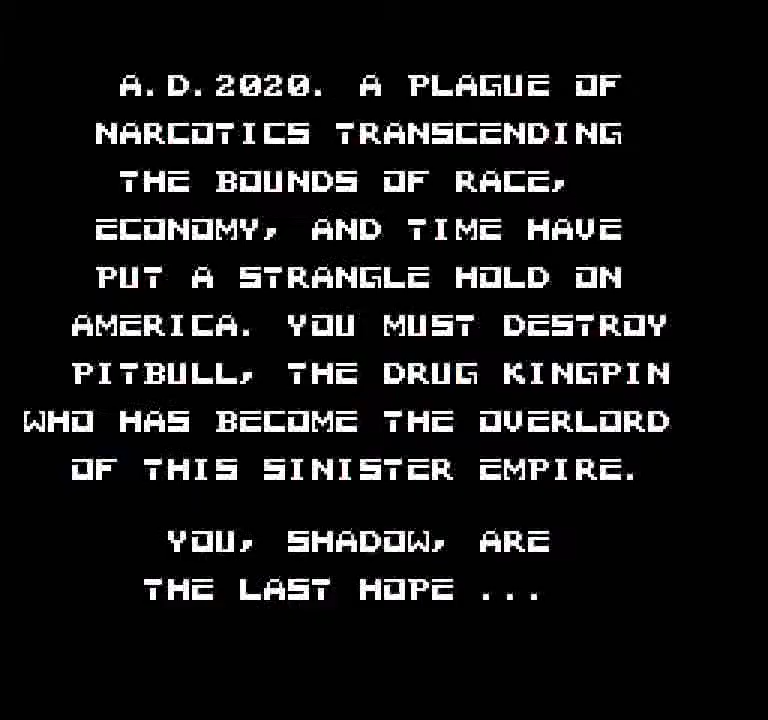 A.D.2020. A PLAGUE OF
NARCOTICS TRANSCENDING
THE BOUNDS OF RACE,
ECONOMY, AND TIME HAVE
PUT A STRANGLE HOLD ON
AMERICA. YOU MUST DESTROY
PITBULL, THE DRUG KINGPIN
WHO HAS BECOME THE OVERLORD
OF THIS SINISTER EMPIRE.
YOU, SHADOW, ARE
THE LAST HOPE ...